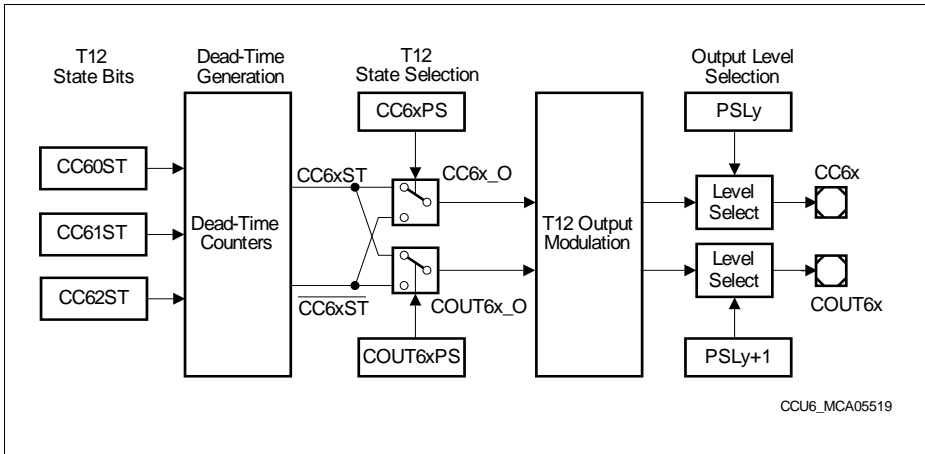 T12
State Bits
Dead-Time
Generation
T12
State Selection
Output Level
Selection
CC6xPS
PSLy
CC60ST
CC61ST
CC62ST
Dead-Time
Counters
CC6xST
CC6xST
CC6x_O
COUT6x_O
COUT6xPS
T12 Output
Modulation
Level
Select
Level
Select
CC6x
COUT6x
PSLy+1
CCU6_MCA05519